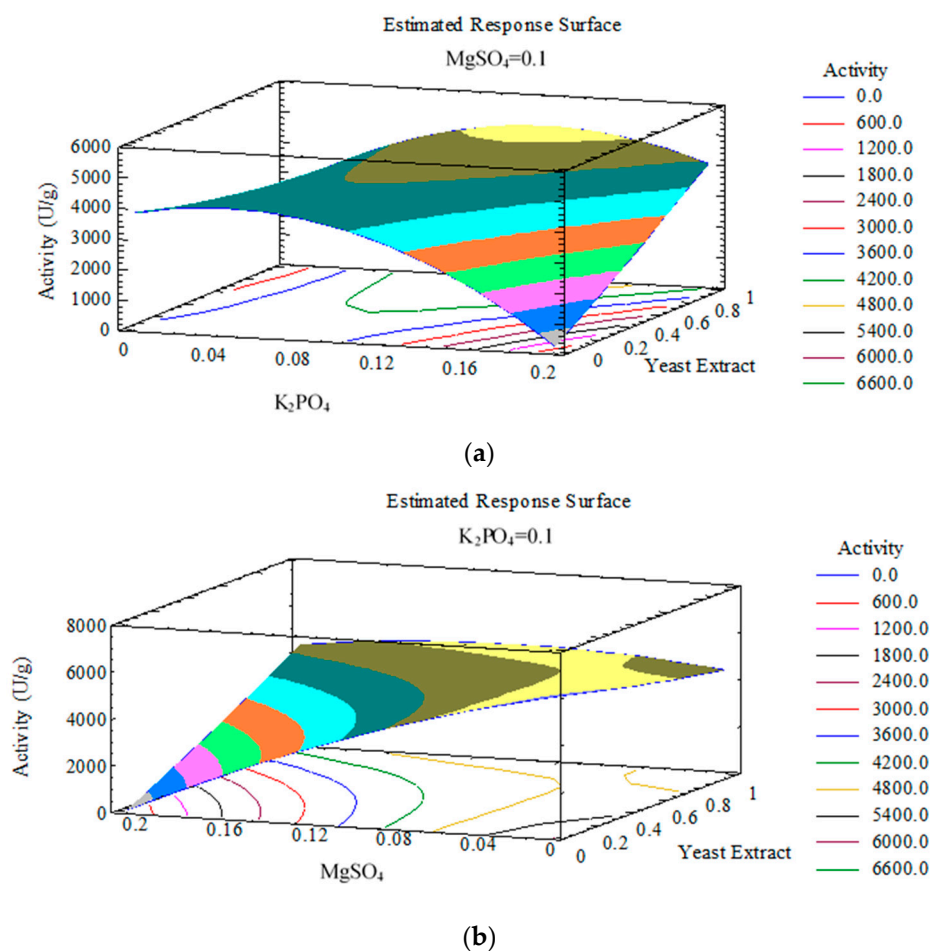 Estimated Response Surface
MgSO₄=0.1
Activity
0.0
600.0
1200.0
1800.0
2400.0
3000.0
3600.0
4200.0
4800.0
5400.0
6000.0
6600.0
Activity (U/g)
6000
5000
4000
3000
2000
1000
0
0 0.04 0.08 0.12 0.16 0.2
K₂PO₄
0 0.2 0.4 0.6 0.8 1
Yeast Extract
(a)
Estimated Response Surface
K₂PO₄=0.1
Activity
0.0
600.0
1200.0
1800.0
2400.0
3000.0
3600.0
4200.0
4800.0
5400.0
6000.0
6600.0
Activity (U/g)
8000
6000
4000
2000
0
0.2 0.16 0.12 0.08 0.04 0
MgSO₄
0 0.2 0.4 0.6 0.8 1
Yeast Extract
(b)